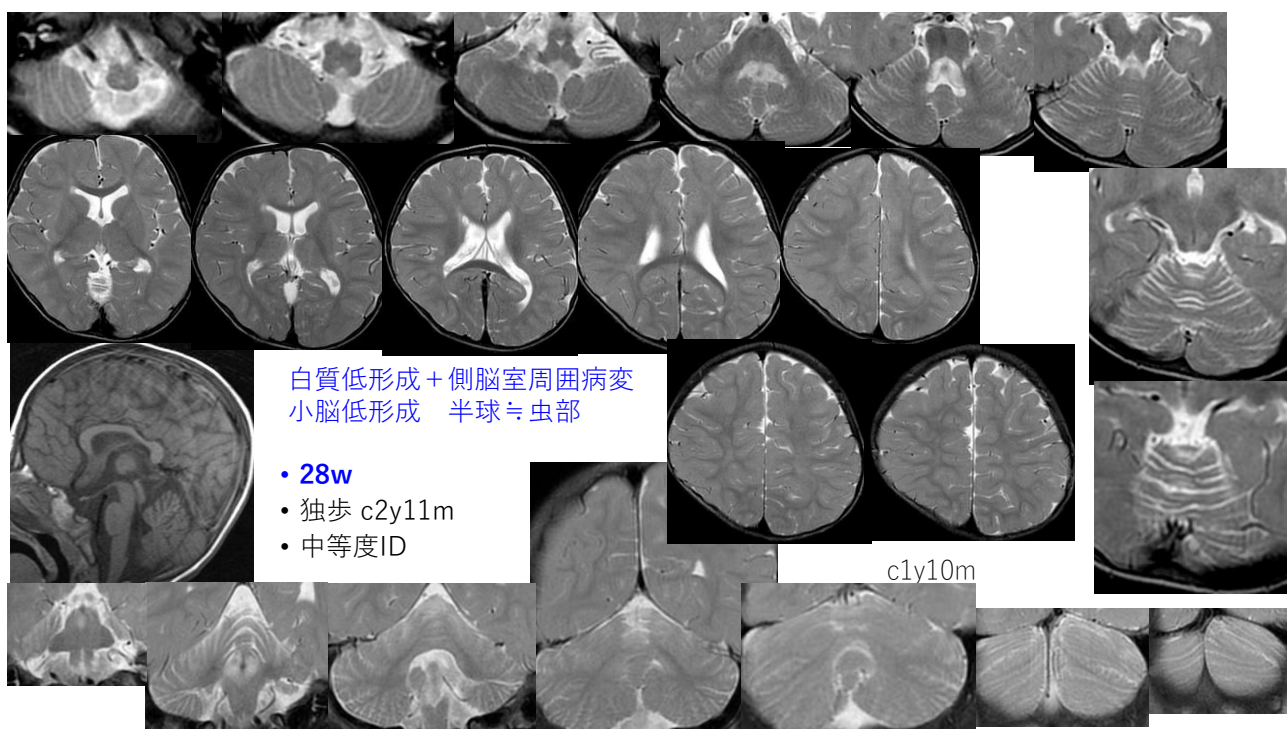 白質低形成＋側脳室周囲病変
小脳低形成　半球≒虫部
• 28w
• 独歩 c2y11m
• 中等度ID
c1y10m